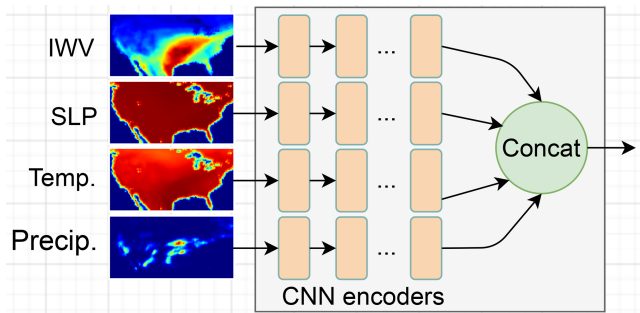 IWV
...
SLP
...
Concat
Temp.
...
Precip.
...
CNN encoders